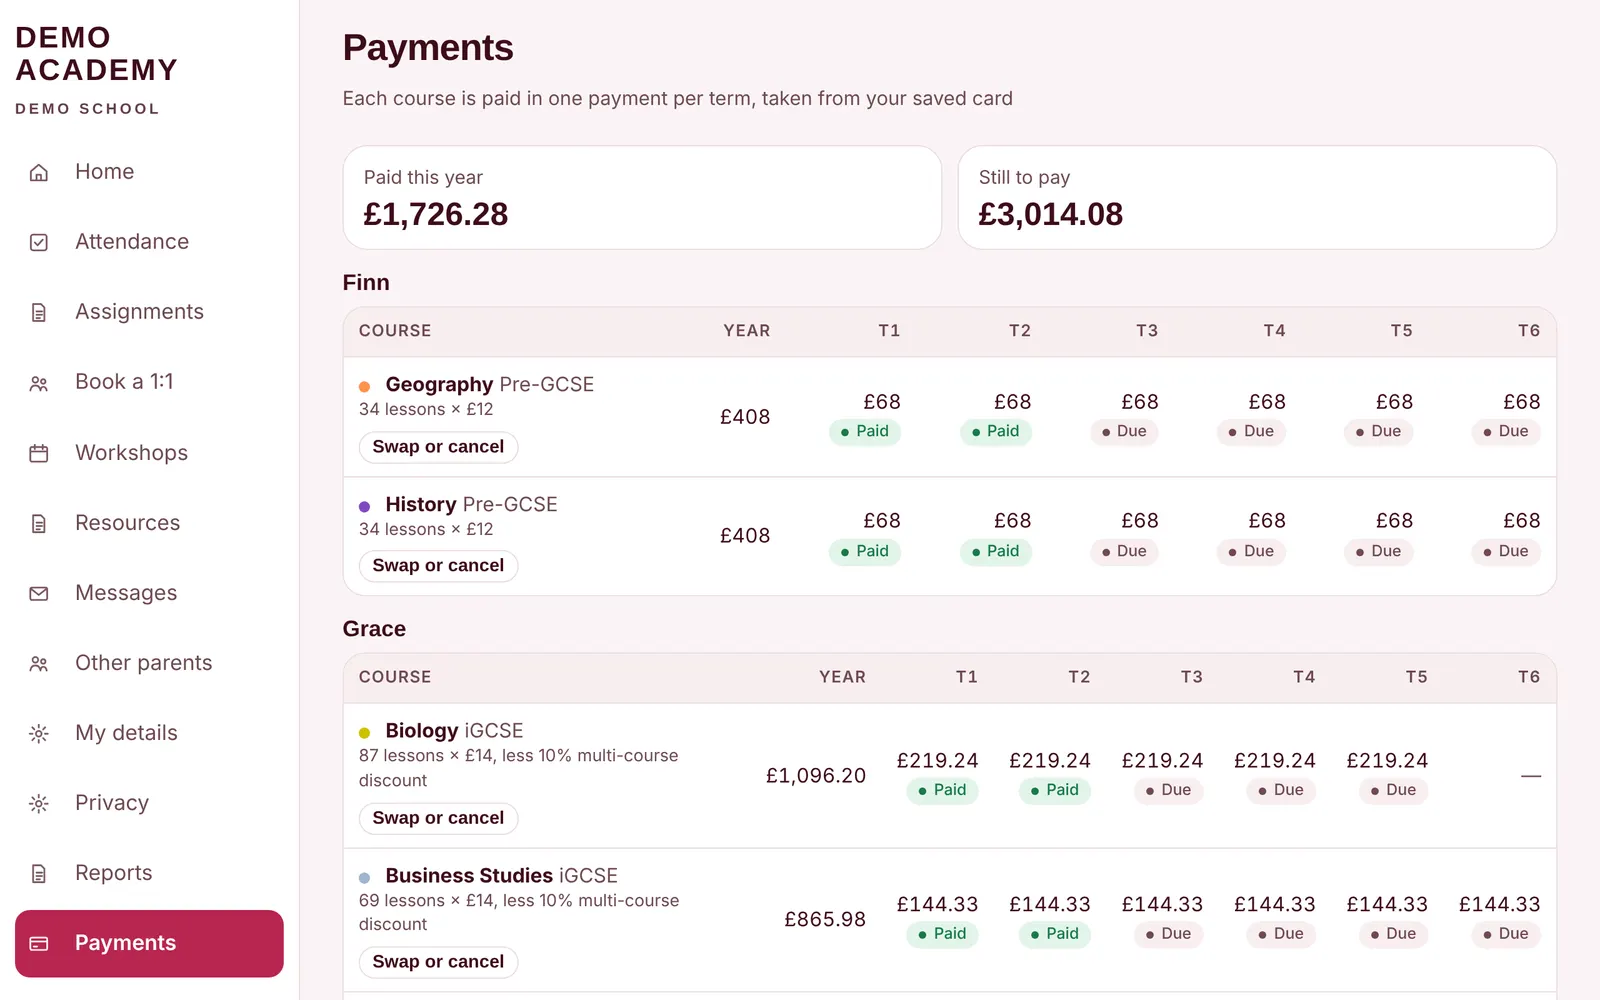 DEMO
ACADEMY
DEMO SCHOOL
Home
Attendance
Assignments
Book a 1:1
Workshops
Resources
Messages
Other parents
My details
Privacy
Reports
Payments
Payments
Each course is paid in one payment per term, taken from your saved card
Paid this year
£1,726.28
Still to pay
£3,014.08
Finn
COURSE YEAR T1 T2 T3 T4 T5 T6
Geography Pre-GCSE
34 lessons × £12
Swap or cancel
£408
£68 £68 £68 £68 £68 £68
Paid Paid Due Due Due Due
History Pre-GCSE
34 lessons × £12
Swap or cancel
£408
£68 £68 £68 £68 £68 £68
Paid Paid Due Due Due Due
Grace
COURSE YEAR T1 T2 T3 T4 T5 T6
Biology iGCSE
87 lessons × £14, less 10% multi-course
discount
Swap or cancel
£1,096.20
£219.24 £219.24 £219.24 £219.24 £219.24 —
Paid Paid Due Due Due
Business Studies iGCSE
69 lessons × £14, less 10% multi-course
discount
Swap or cancel
£865.98
£144.33 £144.33 £144.33 £144.33 £144.33 £144.33
Paid Paid Due Due Due Due